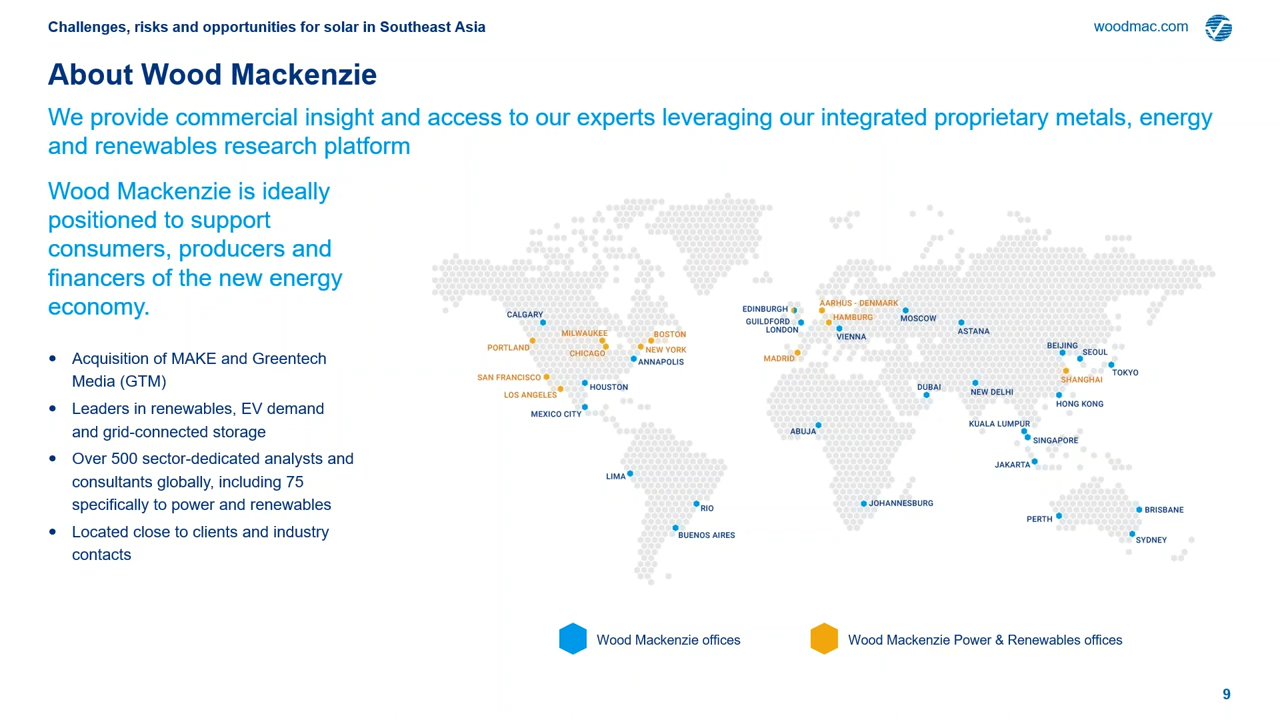 Challenges, risks and opportunities for solar in Southeast Asia
woodmac.com
About Wood Mackenzie
We provide commercial insight and access to our experts leveraging our integrated proprietary metals, energy
and renewables research platform
Wood Mackenzie is ideally
positioned to support
consumers, producers and
financers of the new energy
economy.
• Acquisition of MAKE and Greentech
Media (GTM)
• Leaders in renewables, EV demand
and grid-connected storage
• Over 500 sector-dedicated analysts and
consultants globally, including 75
specifically to power and renewables
• Located close to clients and industry
contacts
CALGARY
PORTLAND
MILWAUKEE
CHICAGO
BOSTON
NEW YORK
ANNAPOLIS
SAN FRANCISCO
LOS ANGELES
HOUSTON
MEXICO CITY
LIMA
RIO
BUENOS AIRES
EDINBURGH
GUILDFORD
LONDON
AARHUS - DENMARK
HAMBURG
VIENNA
MADRID
MOSCOW
ASTANA
ABUJA
DUBAI
JOHANNESBURG
NEW DELHI
BEIJING
SEOUL
TOKYO
SHANGHAI
HONG KONG
KUALA LUMPUR
SINGAPORE
JAKARTA
PERTH
BRISBANE
SYDNEY
Wood Mackenzie offices
Wood Mackenzie Power & Renewables offices
9